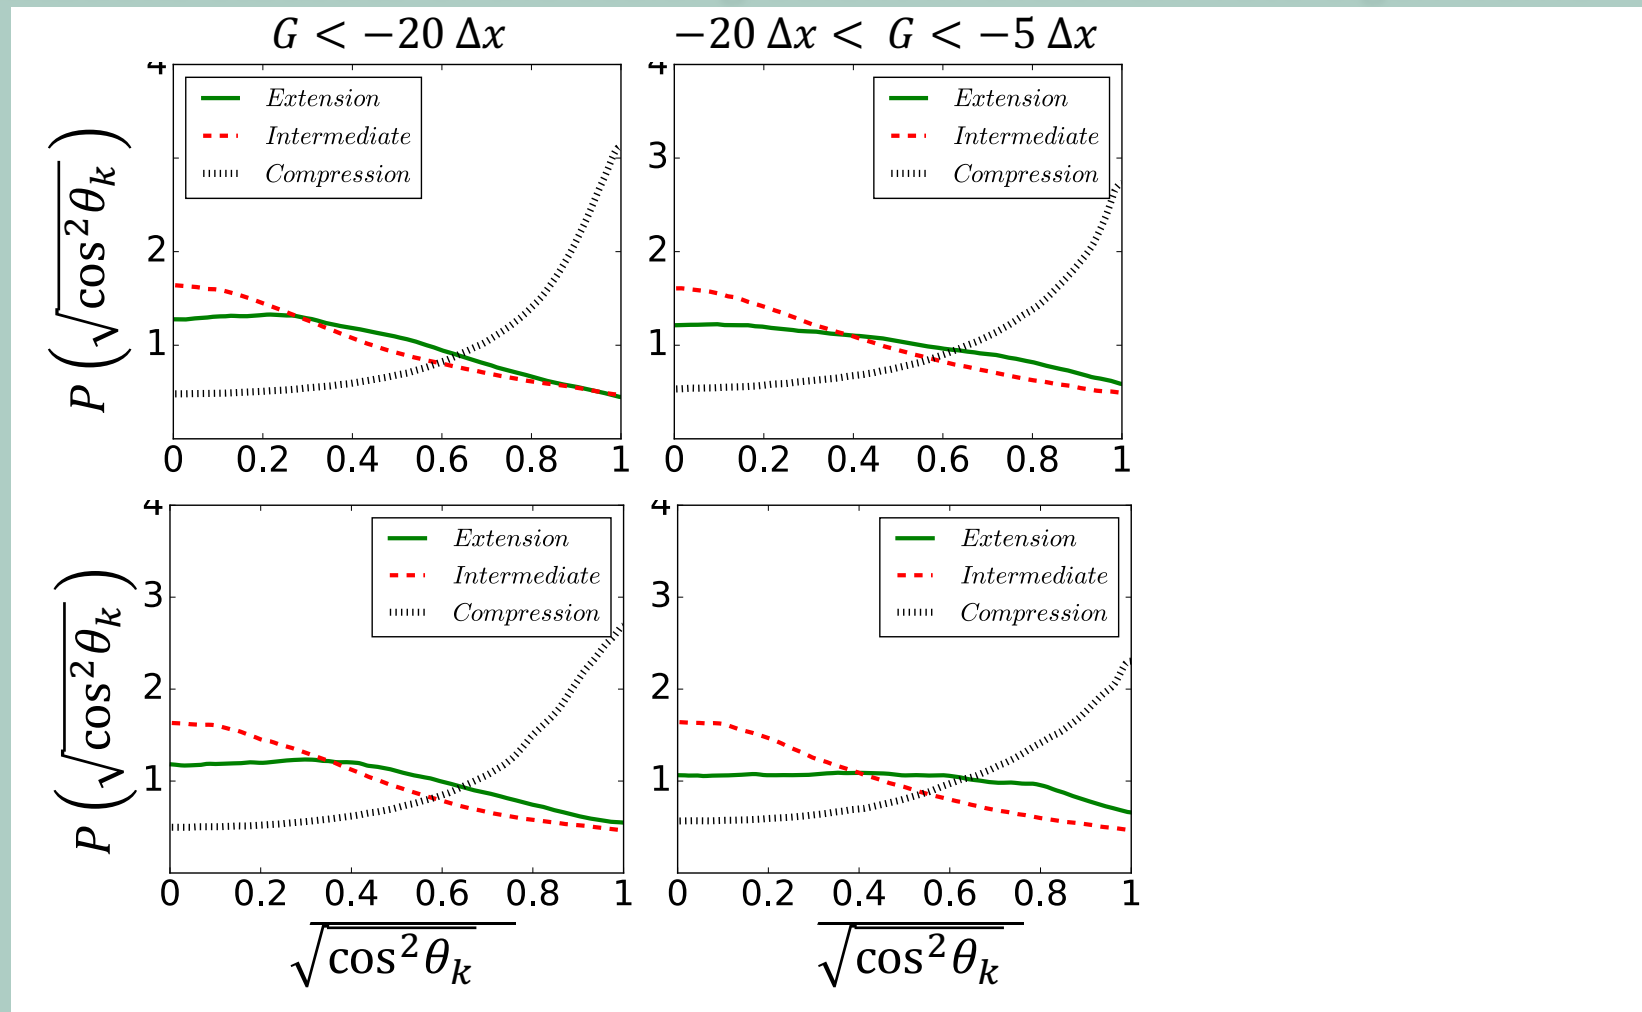 G < −20 Δx
−20 Δx < G < −5 Δx
4
Extension
Intermediate
Compression
2
1
0 0.2 0.4 0.6 0.8 1
P (√cos²θₖ)
4
3
2
1
Extension
Intermediate
Compression
0 0.2 0.4 0.6 0.8 1
P (√cos²θₖ)
4
3
2
1
Extension
Intermediate
Compression
0 0.2 0.4 0.6 0.8 1
√cos²θₖ
4
3
2
1
Extension
Intermediate
Compression
0 0.2 0.4 0.6 0.8 1
√cos²θₖ